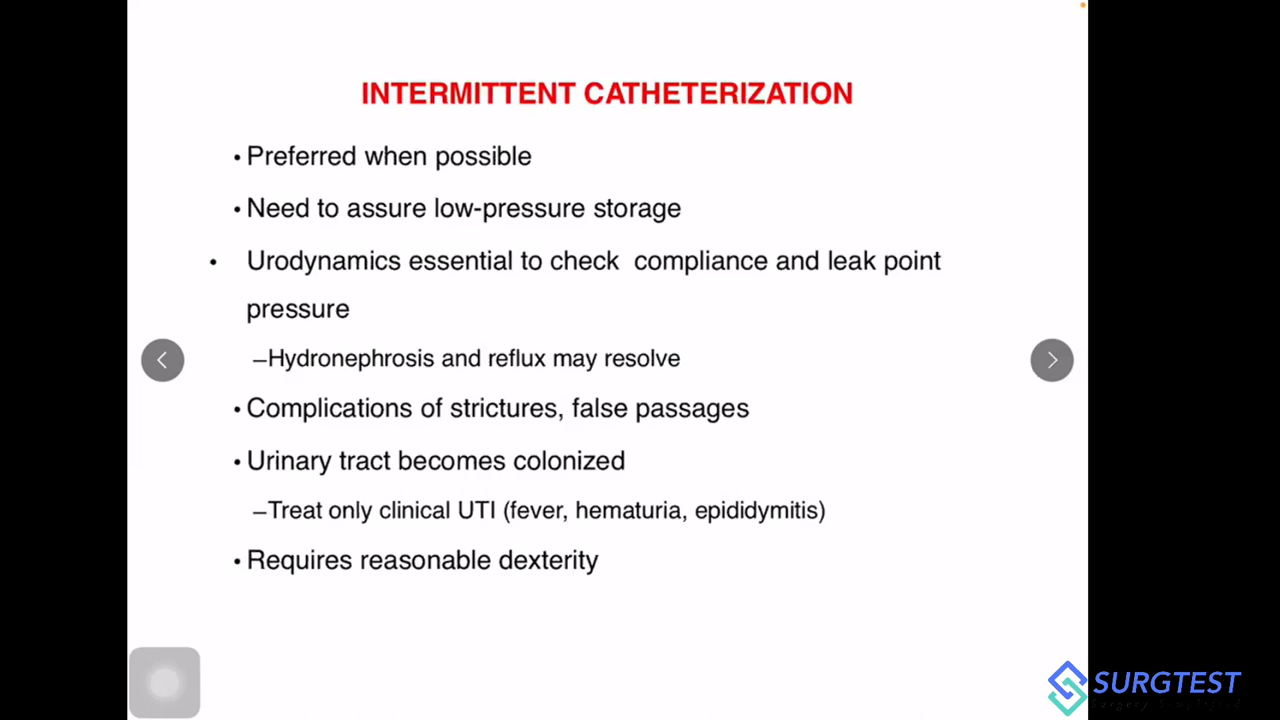 INTERMITTENT CATHETERIZATION
• Preferred when possible
• Need to assure low-pressure storage
• Urodynamics essential to check compliance and leak point
pressure
–Hydronephrosis and reflux may resolve
• Complications of strictures, false passages
• Urinary tract becomes colonized
–Treat only clinical UTI (fever, hematuria, epididymitis)
• Requires reasonable dexterity
SURGTEST